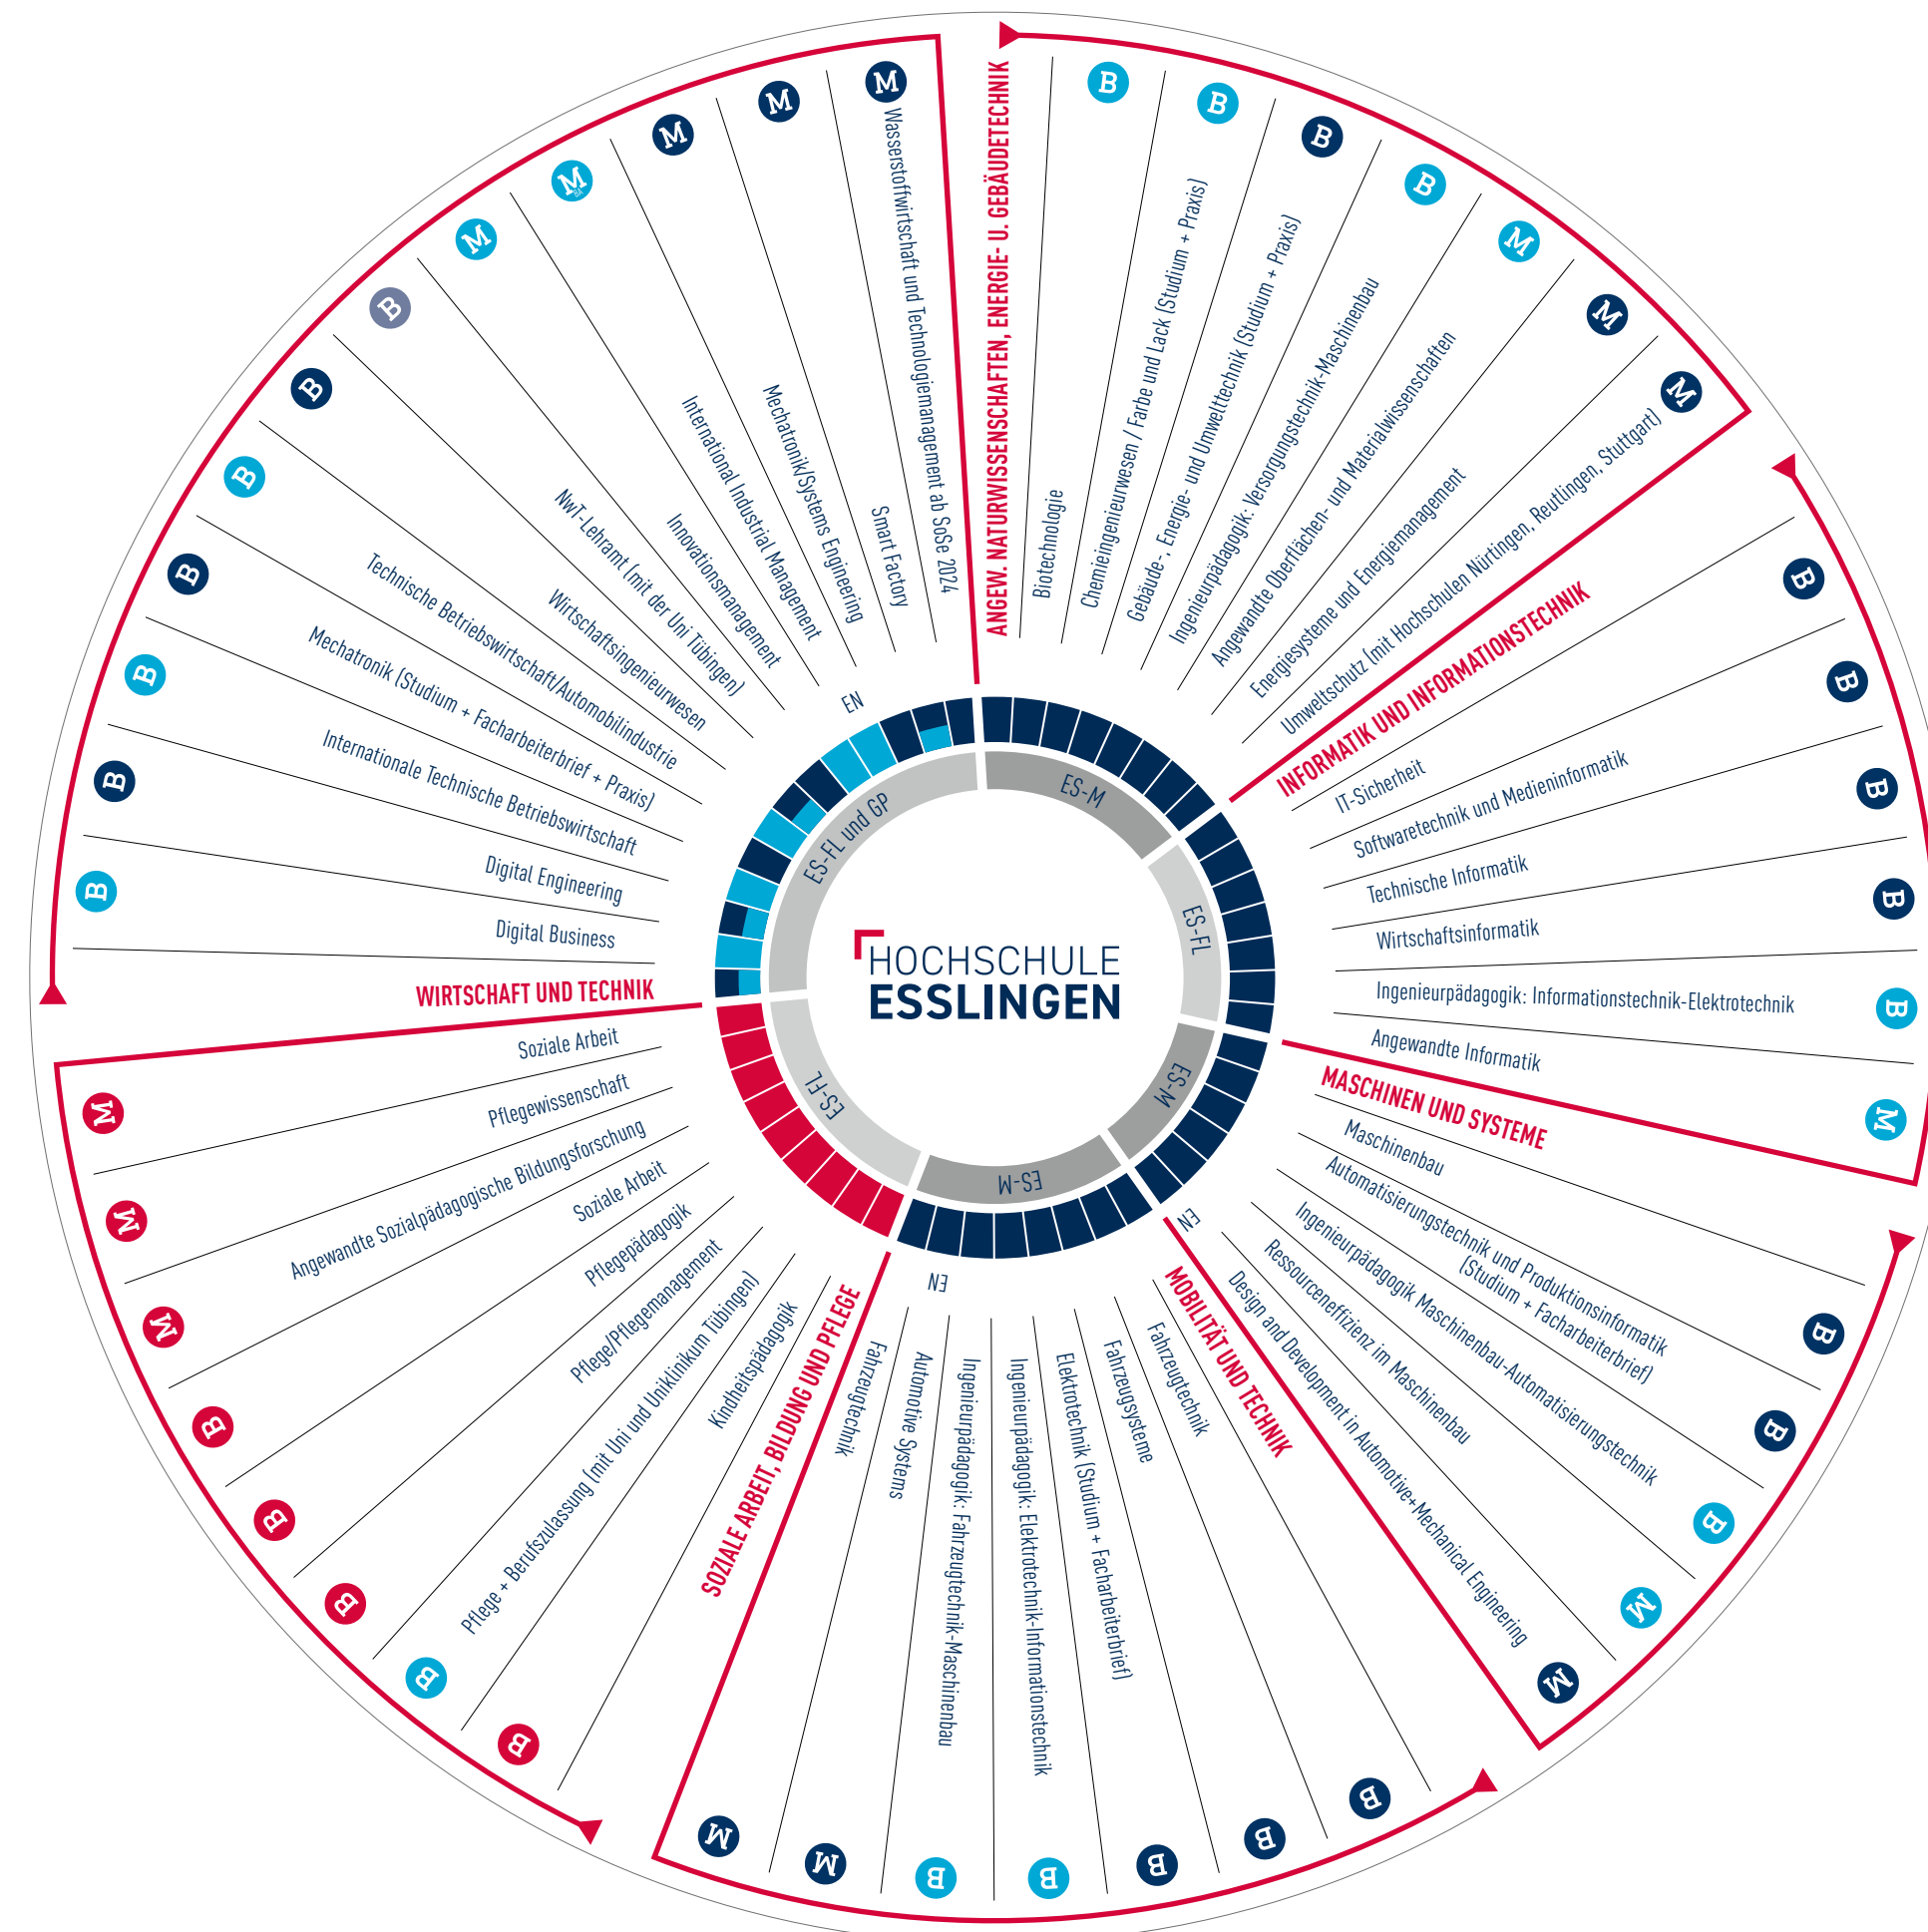 HOCHSCHULE
ESSLINGEN
ES-M
ES-FL
ES-M
ES-M
ES-FL
ES-FL und GP
ANGEW. NATURWISSENSCHAFTEN, ENERGIE- U. GEBÄUDETECHNIK
Biotechnologie
B
Chemieingenieurwesen / Farbe und Lack (Studium + Praxis)
B
Gebäude-, Energie- und Umwelttechnik (Studium + Praxis)
B
Ingenieurpädagogik: Versorgungstechnik-Maschinenbau
B
Angewandte Oberflächen- und Materialwissenschaften
M
Energiesysteme und Energiemanagement
M
Umweltschutz (mit Hochschulen Nürtingen, Reutlingen, Stuttgart)
M
INFORMATIK UND INFORMATIONSTECHNIK
IT-Sicherheit
B
Softwaretechnik und Medieninformatik
B
Technische Informatik
B
Wirtschaftsinformatik
B
Ingenieurpädagogik: Informationstechnik-Elektrotechnik
B
Angewandte Informatik
M
MASCHINEN UND SYSTEME
Maschinenbau
B
Automatisierungstechnik und Produktionsinformatik
(Studium + Facharbeiterbrief)
B
Ingenieurpädagogik Maschinenbau-Automatisierungstechnik
B
Ressourceneffizienz im Maschinenbau
M
EN
Design and Development in Automotive+Mechanical Engineering
M
MOBILITÄT UND TECHNIK
Fahrzeugtechnik
B
Fahrzeugsysteme
B
Elektrotechnik (Studium + Facharbeiterbrief)
B
Ingenieurpädagogik: Elektrotechnik-Informationstechnik
B
Ingenieurpädagogik: Fahrzeugtechnik-Maschinenbau
B
EN
Automotive Systems
M
Fahrzeugtechnik
M
SOZIALE ARBEIT, BILDUNG UND PFLEGE
Kindheitspädagogik
B
Pflege + Berufszulassung (mit Uni und Uniklinikum Tübingen)
B
Pflege/Pflegemanagement
B
Pflegepädagogik
B
Soziale Arbeit
B
Angewandte Sozialpädagogische Bildungsforschung
M
Pflegewissenschaft
M
Soziale Arbeit
M
WIRTSCHAFT UND TECHNIK
Digital Business
B
Digital Engineering
B
Internationale Technische Betriebswirtschaft
B
Mechatronik (Studium + Facharbeiterbrief + Praxis)
B
Technische Betriebswirtschaft/Automobilindustrie
B
Wirtschaftsingenieurwesen
B
NwT-Lehramt (mit der Uni Tübingen)
B
Innovationsmanagement
M
EN
International Industrial Management
M
Mechatronik/Systems Engineering
M
Smart Factory
M
Wasserstoffwirtschaft und Technologiemanagement ab SoSe 2024
M